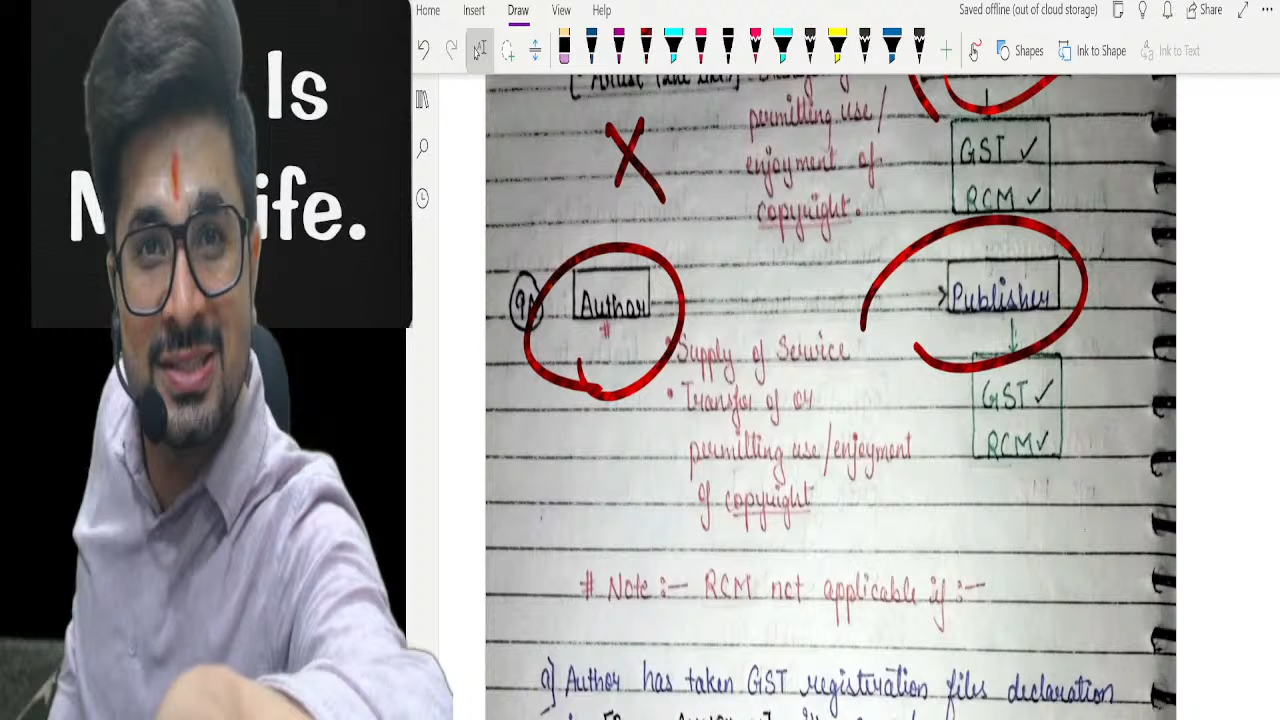 Home Insert Draw View Help
Saved offline (out of cloud storage)
Share
Shapes
Ink to Shape
Ink to Text
Is
M ife.
permitting use/
enjoyment of
copyright.
GST ✓
RCM ✓
9A Author
#
Publisher
• Supply of Service
• Transfer of or
permitting use/enjoyment
of copyright
GST ✓
RCM ✓
# Note :- RCM not applicable if :-
a] Author has taken GST registration files declaration